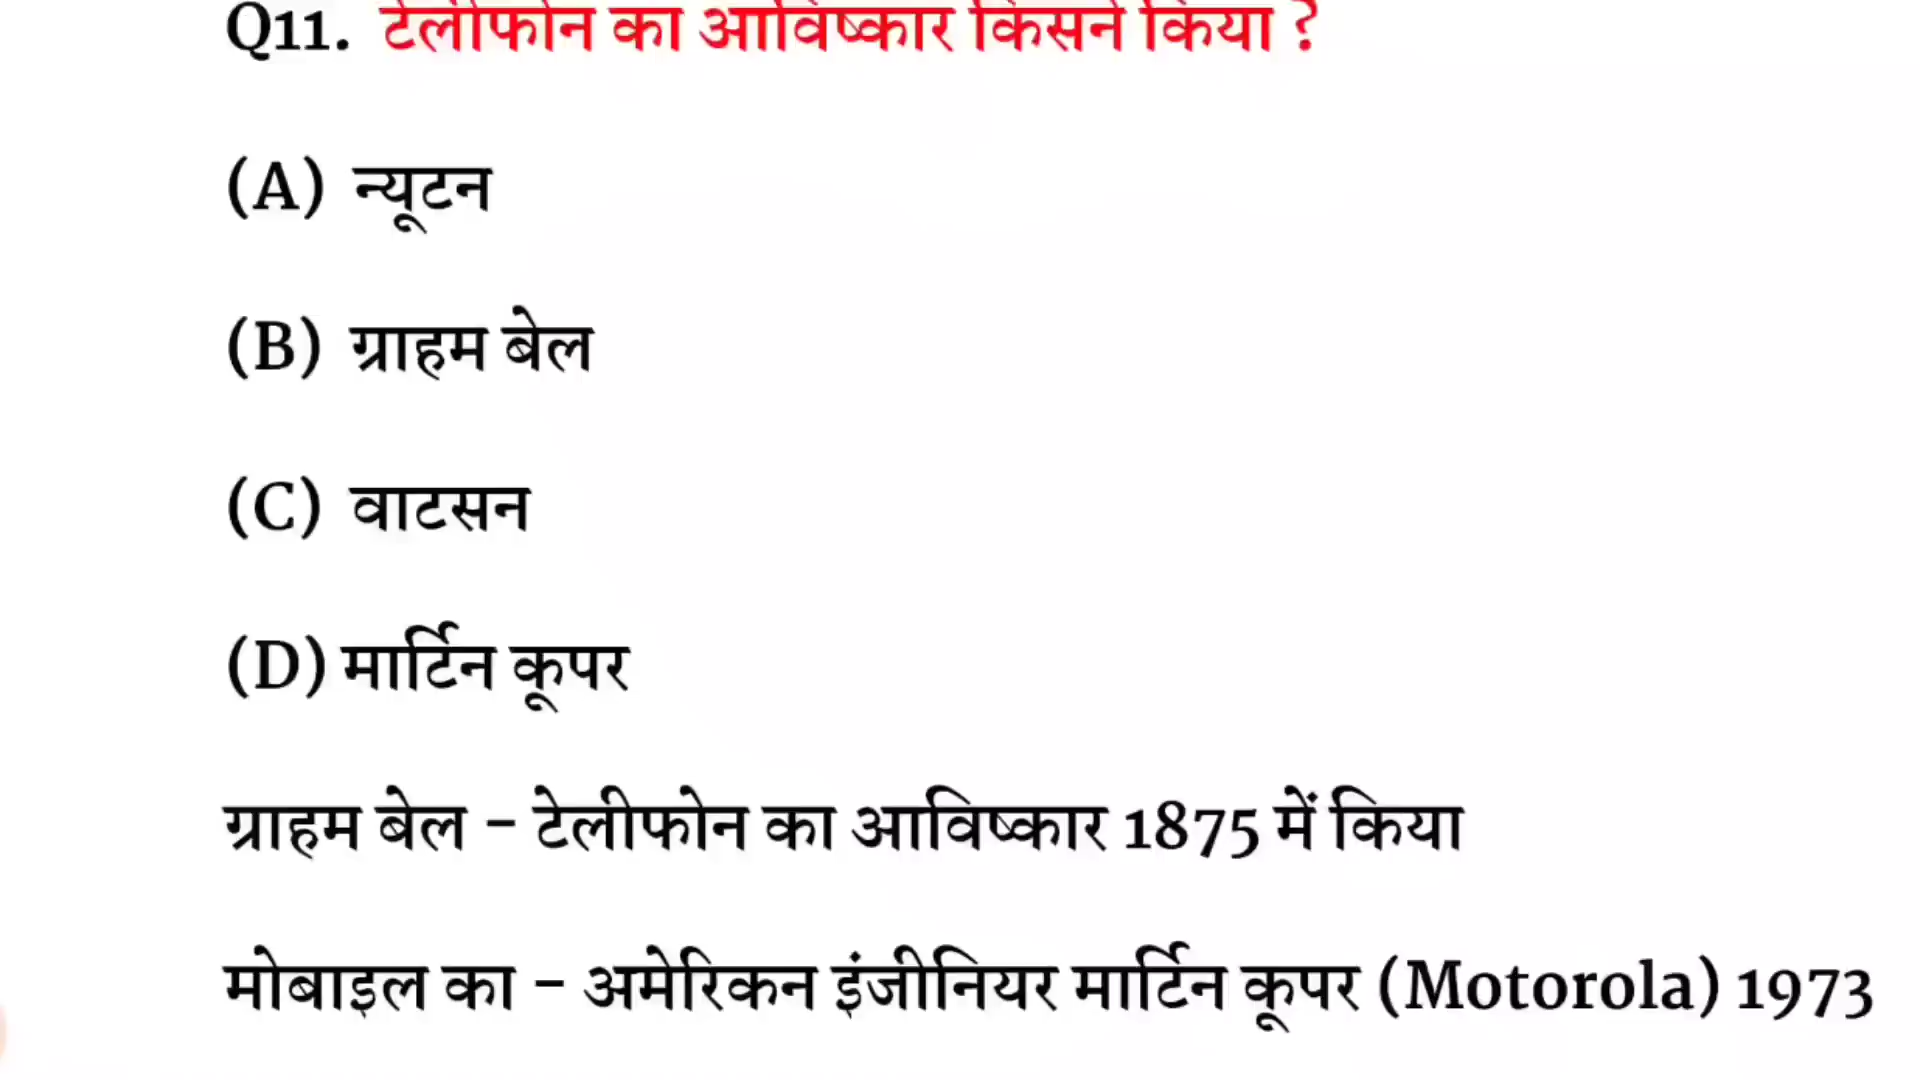 Q11. टेलीफोन का आविष्कार किसने किया ?
(A) न्यूटन
(B) ग्राहम बेल
(C) वाटसन
(D) मार्टिन कूपर
ग्राहम बेल - टेलीफोन का आविष्कार 1875 में किया
मोबाइल का - अमेरिकन इंजीनियर मार्टिन कूपर (Motorola) 1973